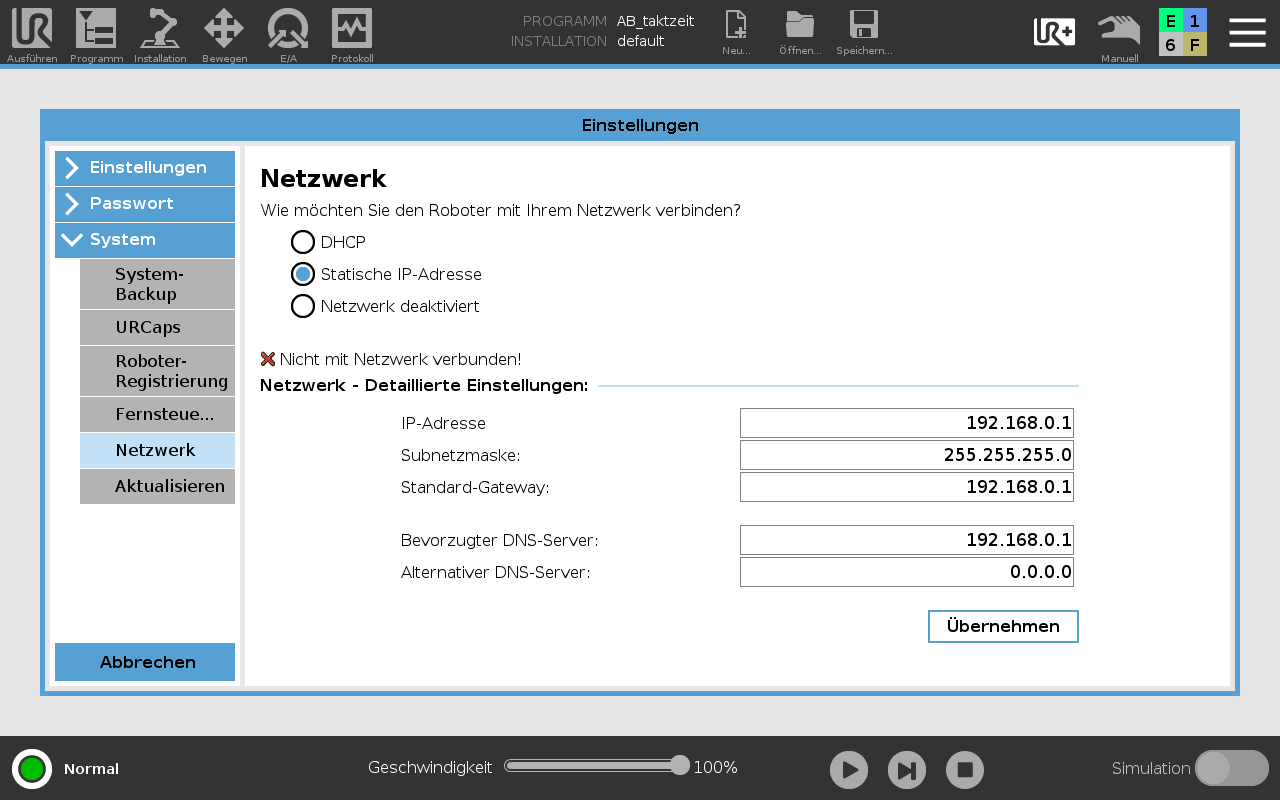 PROGRAMM AB_taktzeit
INSTALLATION default
Ausführen Programm Installation Bewegen E/A Protokoll
Neu... Öffnen... Speichern...
UR+
Manuell
E 1
6 F
Einstellungen
Einstellungen
Passwort
System
System-
Backup
URCaps
Roboter-
Registrierung
Fernsteue...
Netzwerk
Aktualisieren
Abbrechen
Netzwerk
Wie möchten Sie den Roboter mit Ihrem Netzwerk verbinden?
DHCP
Statische IP-Adresse
Netzwerk deaktiviert
Nicht mit Netzwerk verbunden!
Netzwerk - Detaillierte Einstellungen:
IP-Adresse 192.168.0.1
Subnetzmaske: 255.255.255.0
Standard-Gateway: 192.168.0.1
Bevorzugter DNS-Server: 192.168.0.1
Alternativer DNS-Server: 0.0.0.0
Übernehmen
Normal
Geschwindigkeit 100%
Simulation